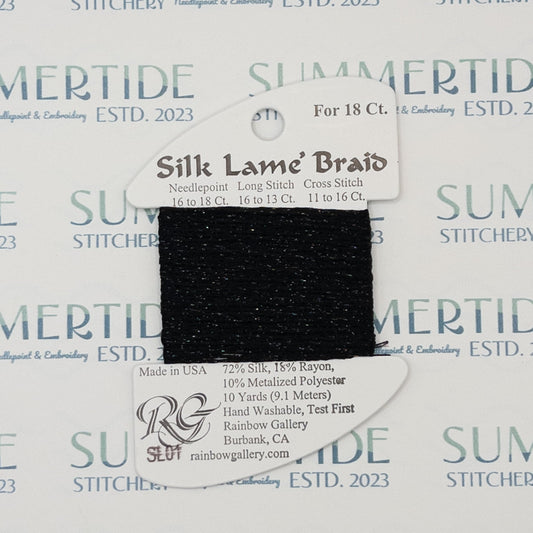 SUMMERTIDE
STITCHERY Needlepoint & Embroidery ESTD. 2023
For 18 Ct.
Silk Lame' Braid
Needlepoint Long Stitch Cross Stitch
16 to 18 Ct. 16 to 13 Ct. 11 to 16 Ct.
Made in USA
72% Silk, 18% Rayon,
10% Metalized Polyester
10 Yards (9.1 Meters)
Hand Washable, Test First
Rainbow Gallery
Burbank, CA
rainbowgallery.com
RG
SL01